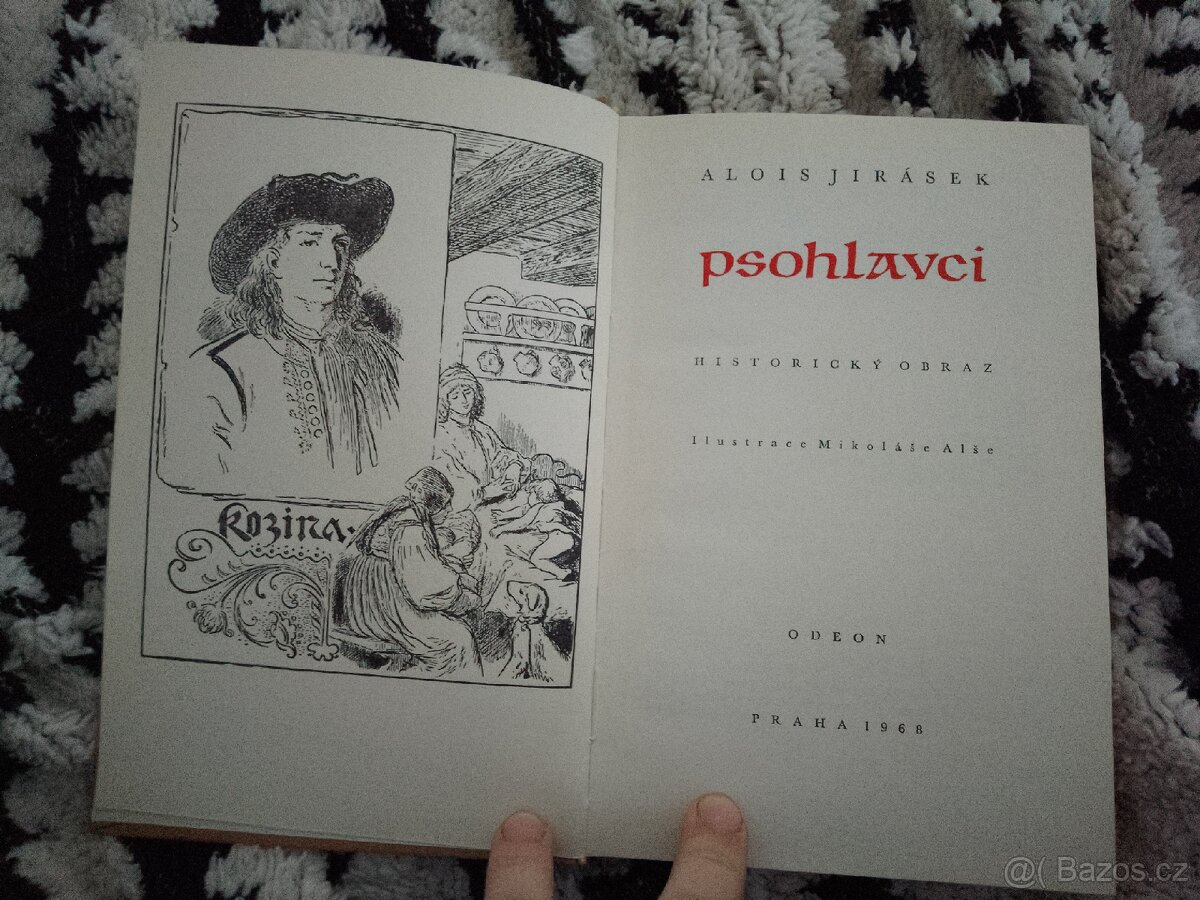 Kozina.
ALOIS JIRÁSEK
psohlavci
HISTORICKÝ OBRAZ
Ilustrace Mikoláše Alše
ODEON
PRAHA 1968
@( Bazos.cz